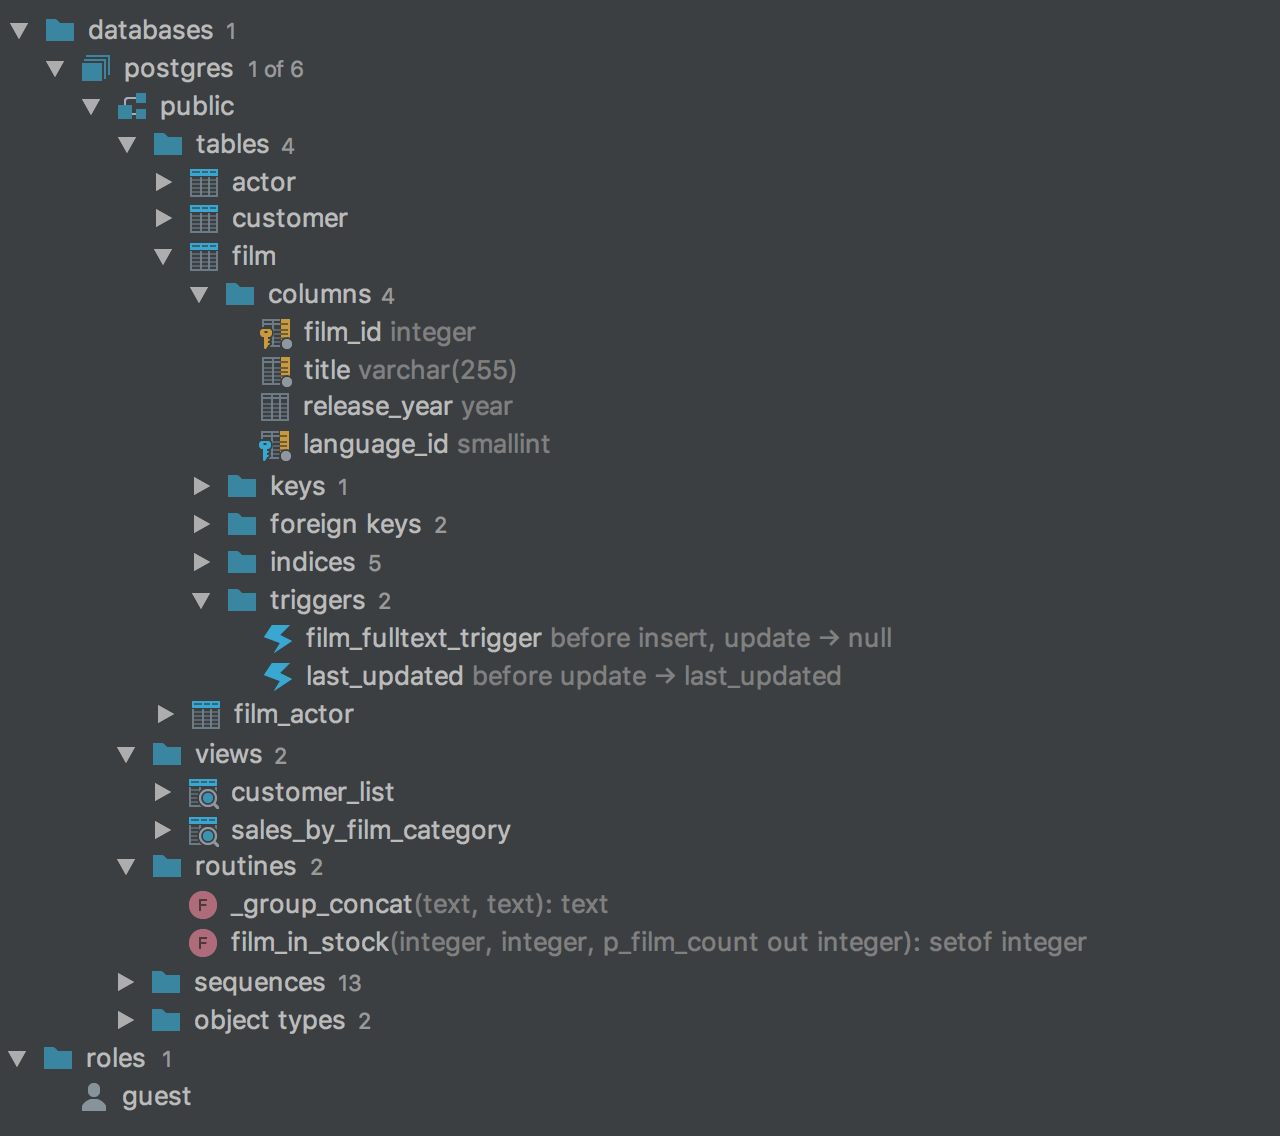 databases 1
postgres 1 of 6
public
tables 4
actor
customer
film
columns 4
film_id integer
title varchar(255)
release_year year
language_id smallint
keys 1
foreign keys 2
indices 5
triggers 2
film_fulltext_trigger before insert, update → null
last_updated before update → last_updated
film_actor
views 2
customer_list
sales_by_film_category
routines 2
F _group_concat(text, text): text
F film_in_stock(integer, integer, p_film_count out integer): setof integer
sequences 13
object types 2
roles 1
guest